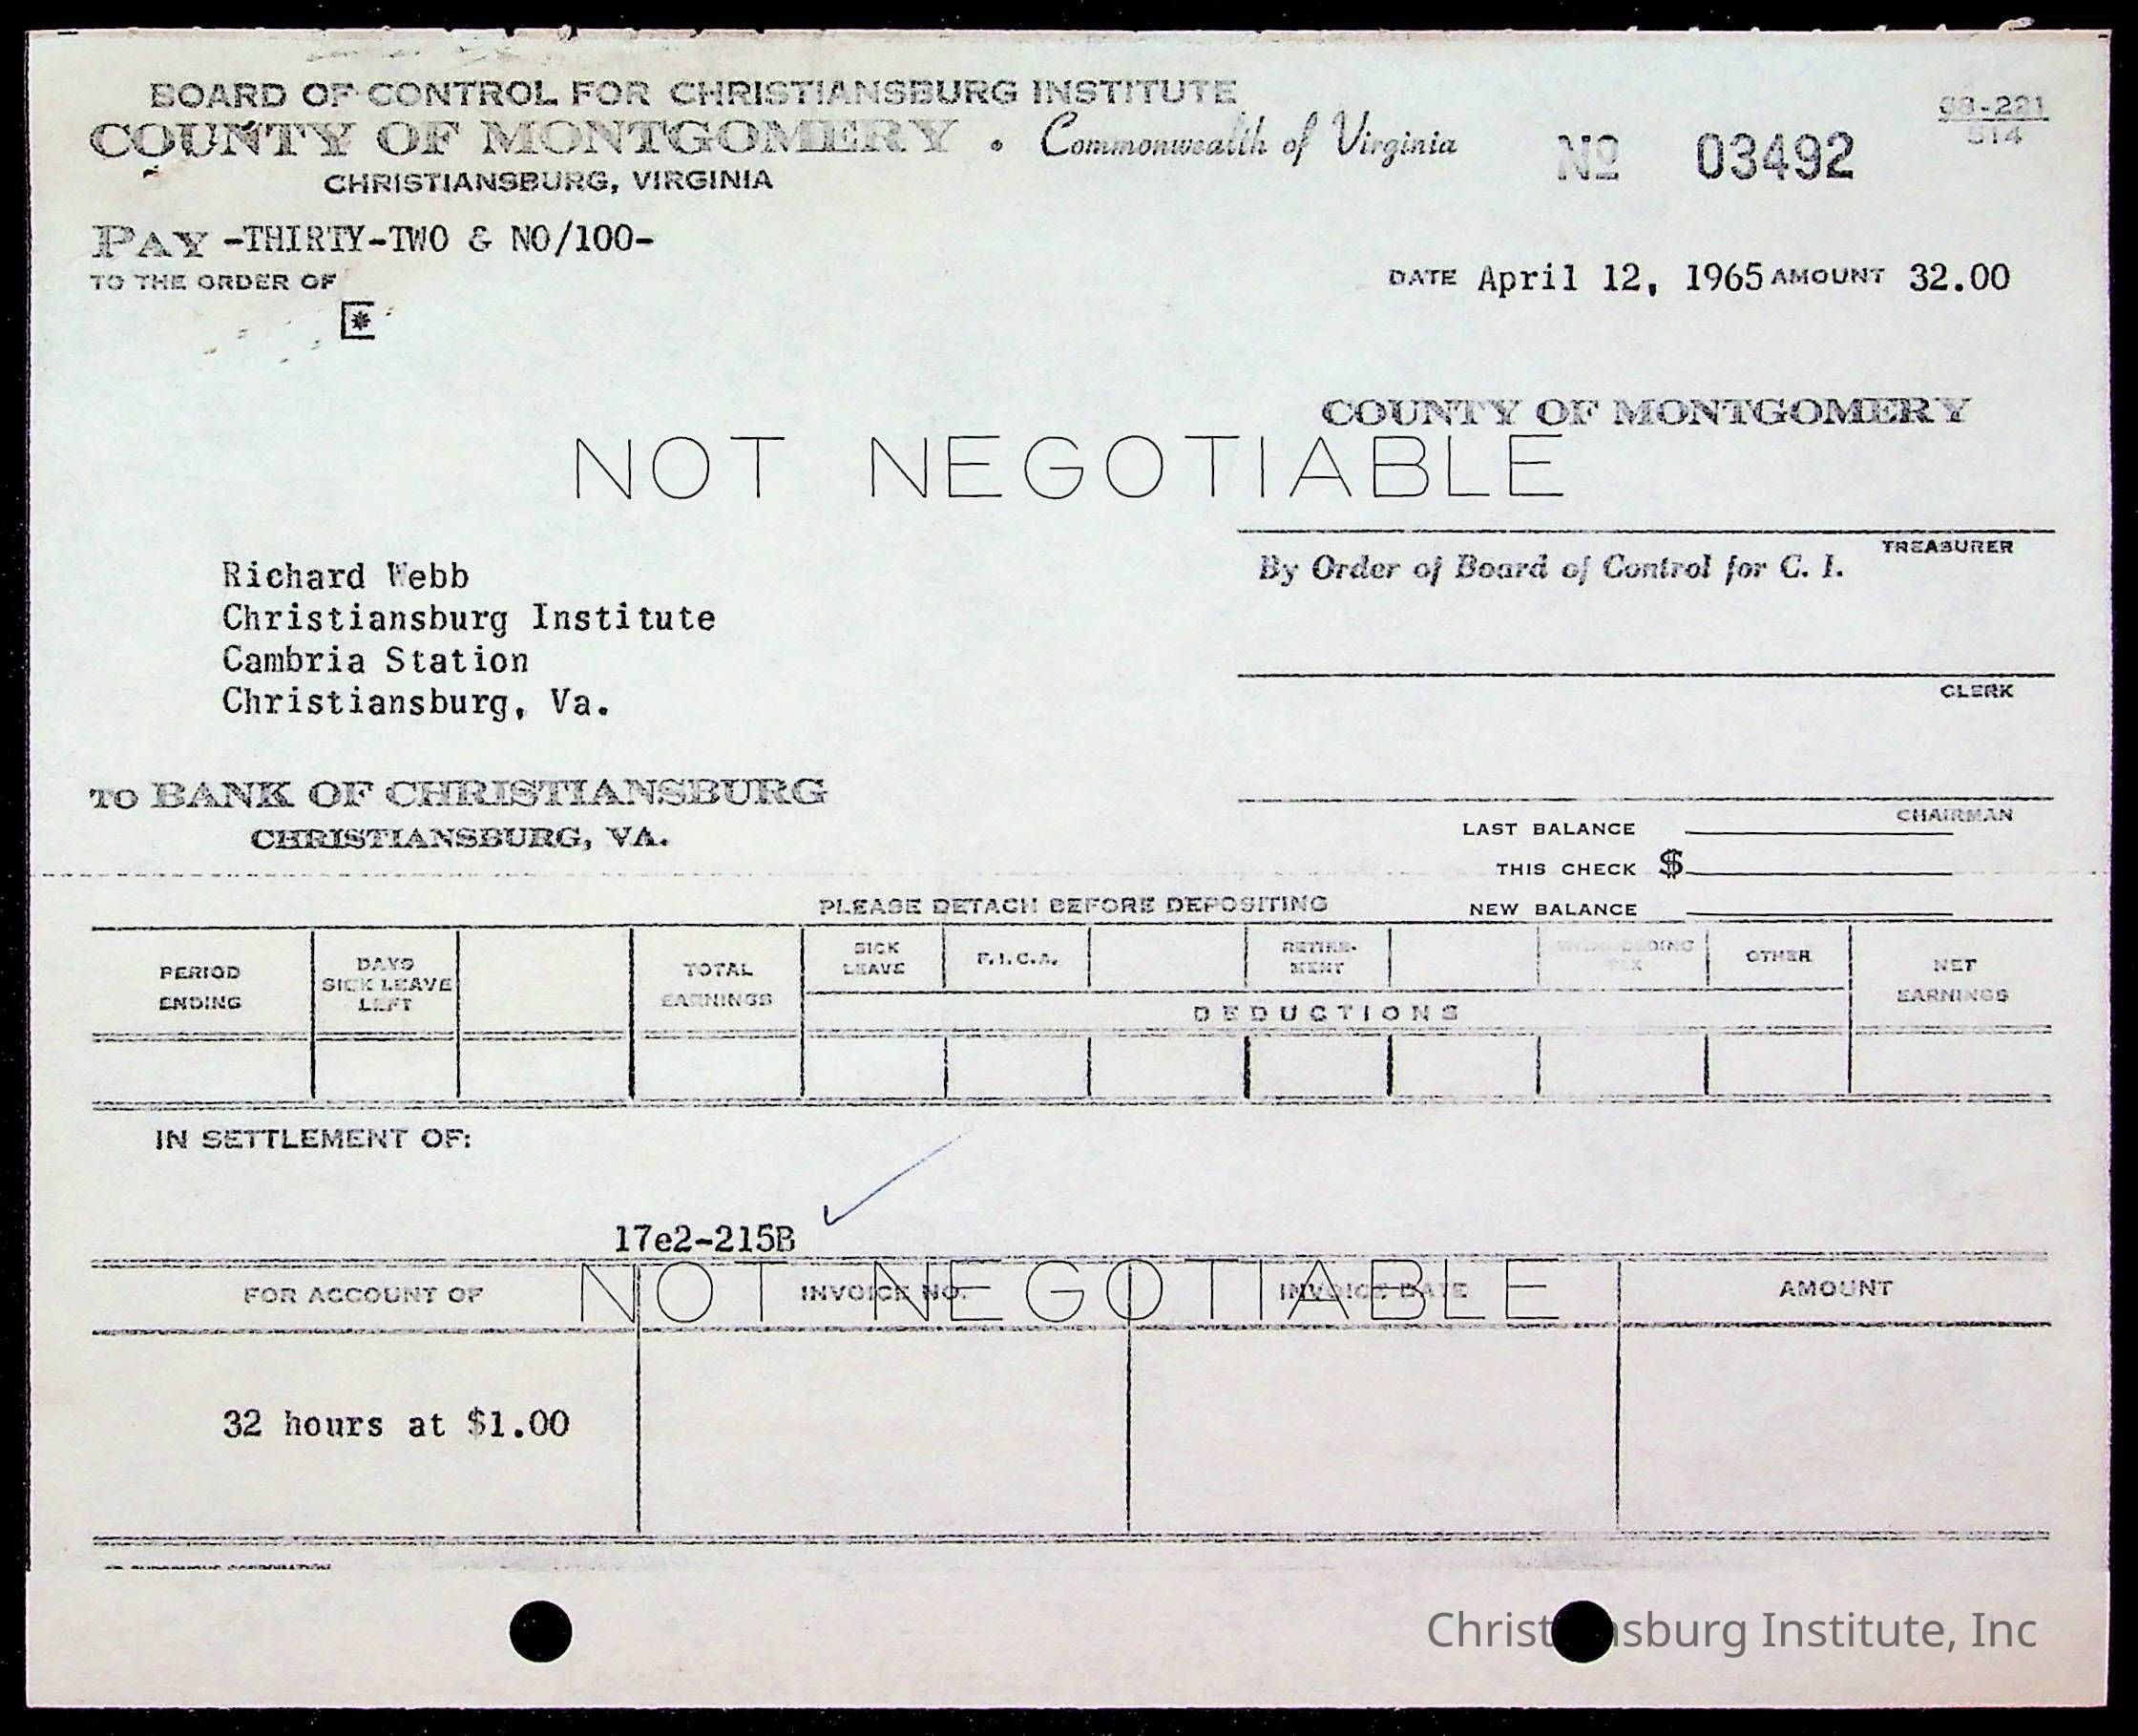 BOARD OF CONTROL FOR CHRISTIANSBURG INSTITUTE
COUNTY OF MONTGOMERY • Commonwealth of Virginia
CHRISTIANSBURG, VIRGINIA
No 03492
514
PAY -THIRTY-TWO & NO/100-
TO THE ORDER OF
DATE April 12, 1965 AMOUNT 32.00
COUNTY OF MONTGOMERY
NOT NEGOTIABLE
TREASURER
By Order of Board of Control for C. I.
Richard Webb
Christiansburg Institute
Cambria Station
Christiansburg, Va.
CLERK
TO BANK OF CHRISTIANSBURG
CHRISTIANSBURG, VA.
CHAIRMAN
LAST BALANCE
THIS CHECK $
NEW BALANCE
PLEASE DETACH BEFORE DEPOSITING
PERIOD ENDING
DAYS SICK LEAVE LEFT
TOTAL EARNINGS
SICK LEAVE
F.I.C.A.
RETIRE-MENT
OTHER
NET EARNINGS
DEDUCTIONS
IN SETTLEMENT OF:
17e2-215B
FOR ACCOUNT OF INVOICE NO. INVOICE DATE AMOUNT
NOT NEGOTIABLE
32 hours at $1.00
Christiansburg Institute, Inc